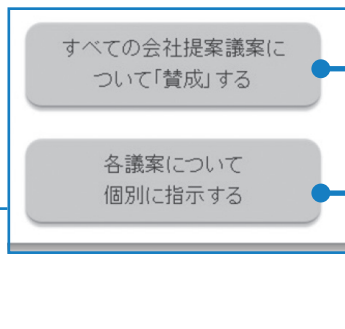 すべての会社提案議案に
ついて「賛成」する
各議案について
個別に指示する